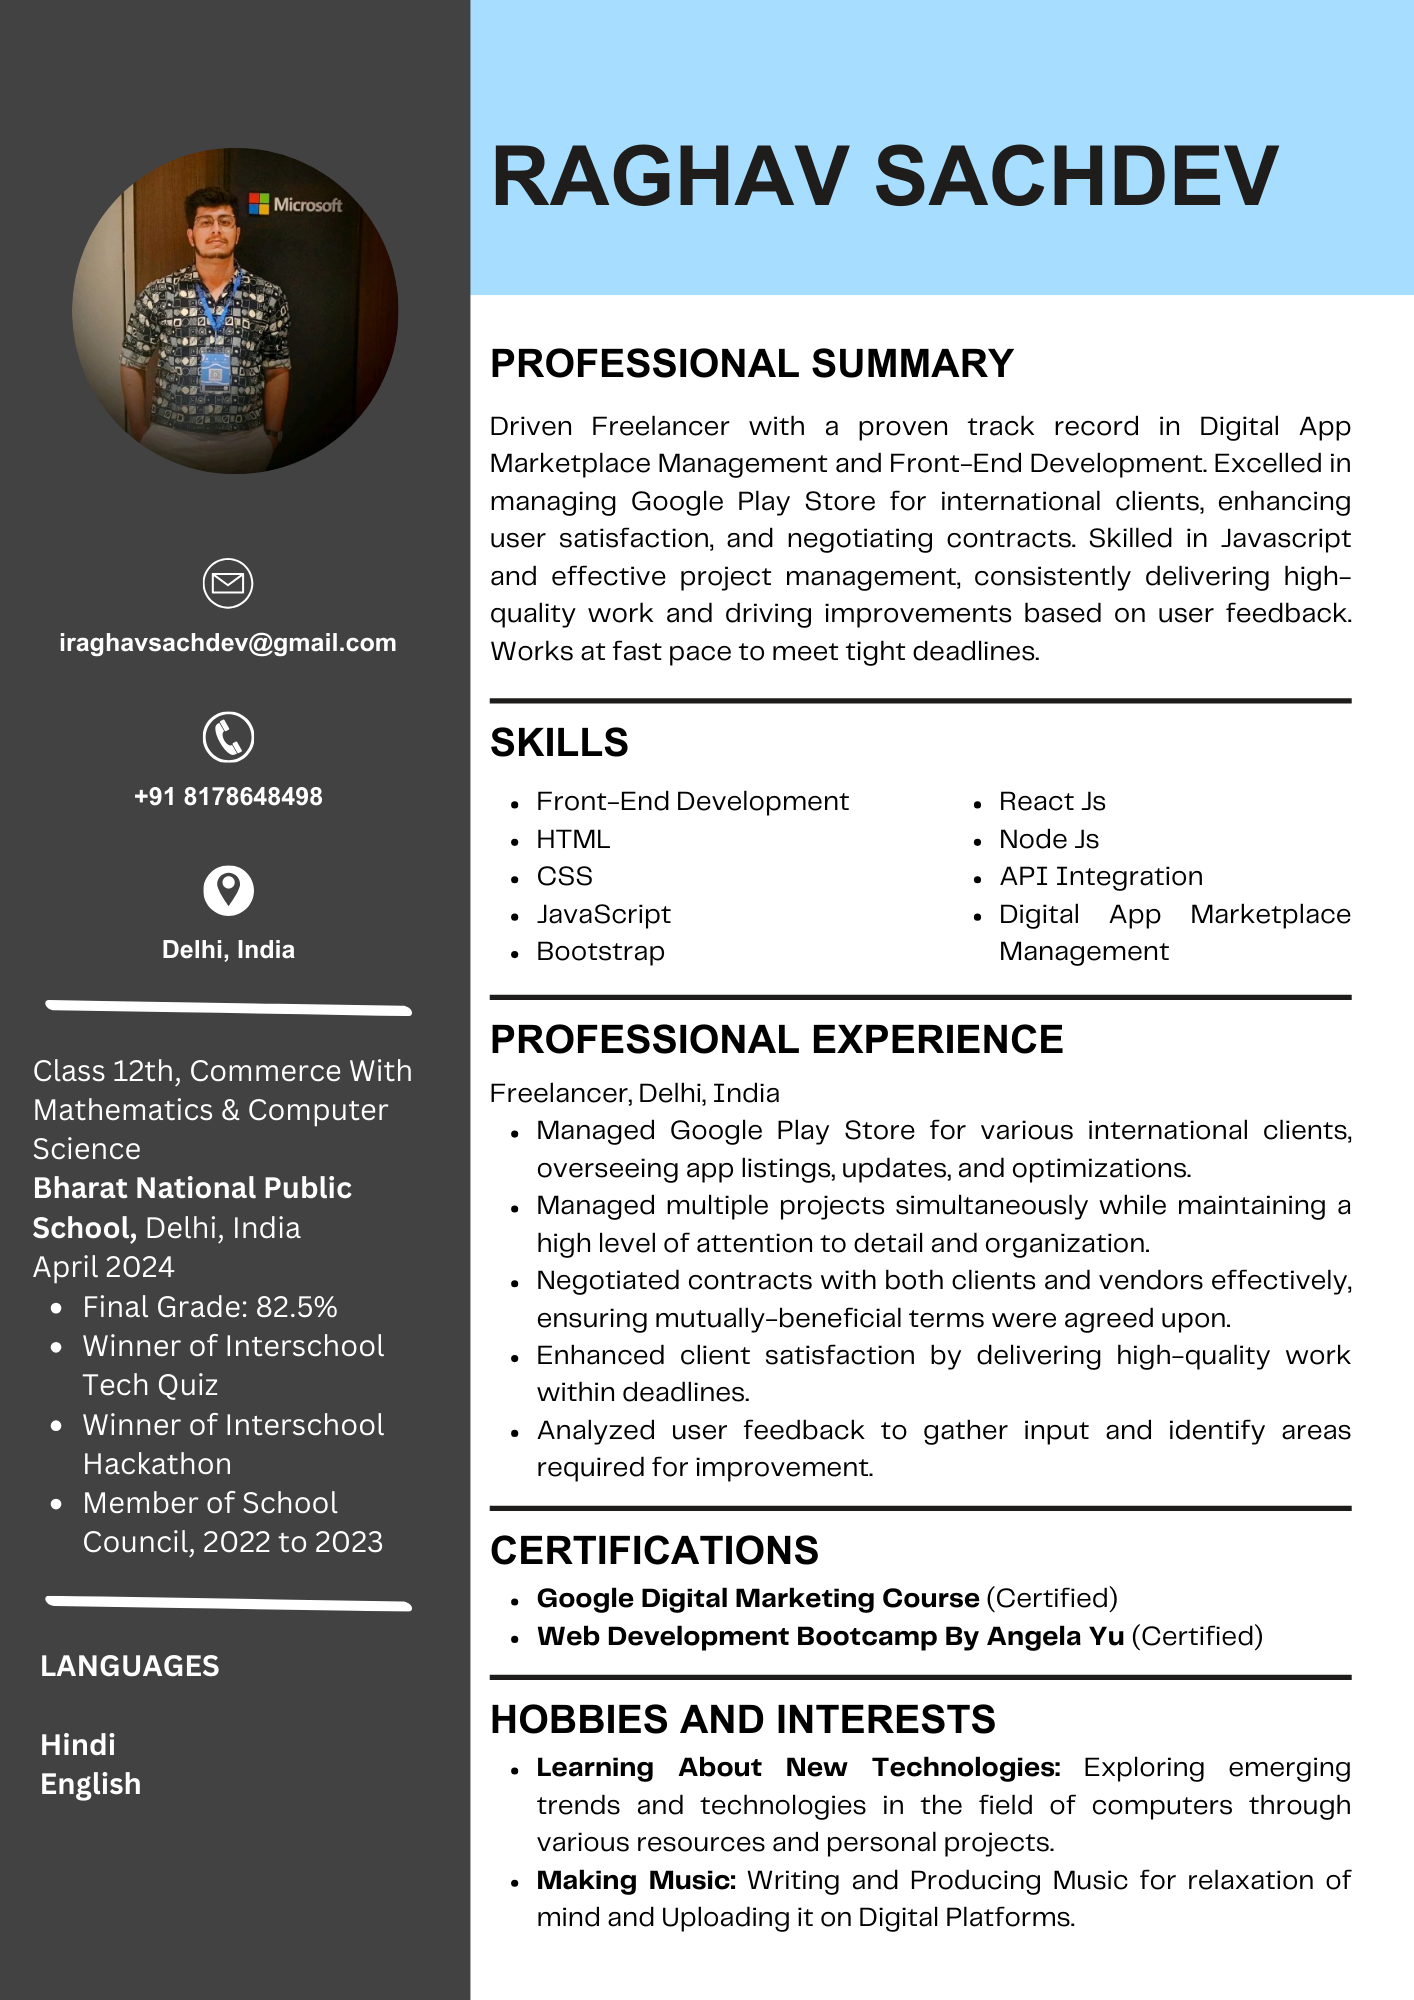 RAGHAV SACHDEV
Microsoft
iraghavsachdev@gmail.com
+91 8178648498
Delhi, India
Class 12th, Commerce With
Mathematics & Computer
Science
Bharat National Public
School, Delhi, India
April 2024
• Final Grade: 82.5%
• Winner of Interschool
Tech Quiz
• Winner of Interschool
Hackathon
• Member of School
Council, 2022 to 2023
LANGUAGES
Hindi
English
PROFESSIONAL SUMMARY
Driven Freelancer with a proven track record in Digital App
Marketplace Management and Front-End Development. Excelled in
managing Google Play Store for international clients, enhancing
user satisfaction, and negotiating contracts. Skilled in Javascript
and effective project management, consistently delivering high-
quality work and driving improvements based on user feedback.
Works at fast pace to meet tight deadlines.
SKILLS
• Front-End Development
• HTML
• CSS
• JavaScript
• Bootstrap
• React Js
• Node Js
• API Integration
• Digital App Marketplace
Management
PROFESSIONAL EXPERIENCE
Freelancer, Delhi, India
• Managed Google Play Store for various international clients,
overseeing app listings, updates, and optimizations.
• Managed multiple projects simultaneously while maintaining a
high level of attention to detail and organization.
• Negotiated contracts with both clients and vendors effectively,
ensuring mutually-beneficial terms were agreed upon.
• Enhanced client satisfaction by delivering high-quality work
within deadlines.
• Analyzed user feedback to gather input and identify areas
required for improvement.
CERTIFICATIONS
• Google Digital Marketing Course (Certified)
• Web Development Bootcamp By Angela Yu (Certified)
HOBBIES AND INTERESTS
• Learning About New Technologies: Exploring emerging
trends and technologies in the field of computers through
various resources and personal projects.
• Making Music: Writing and Producing Music for relaxation of
mind and Uploading it on Digital Platforms.